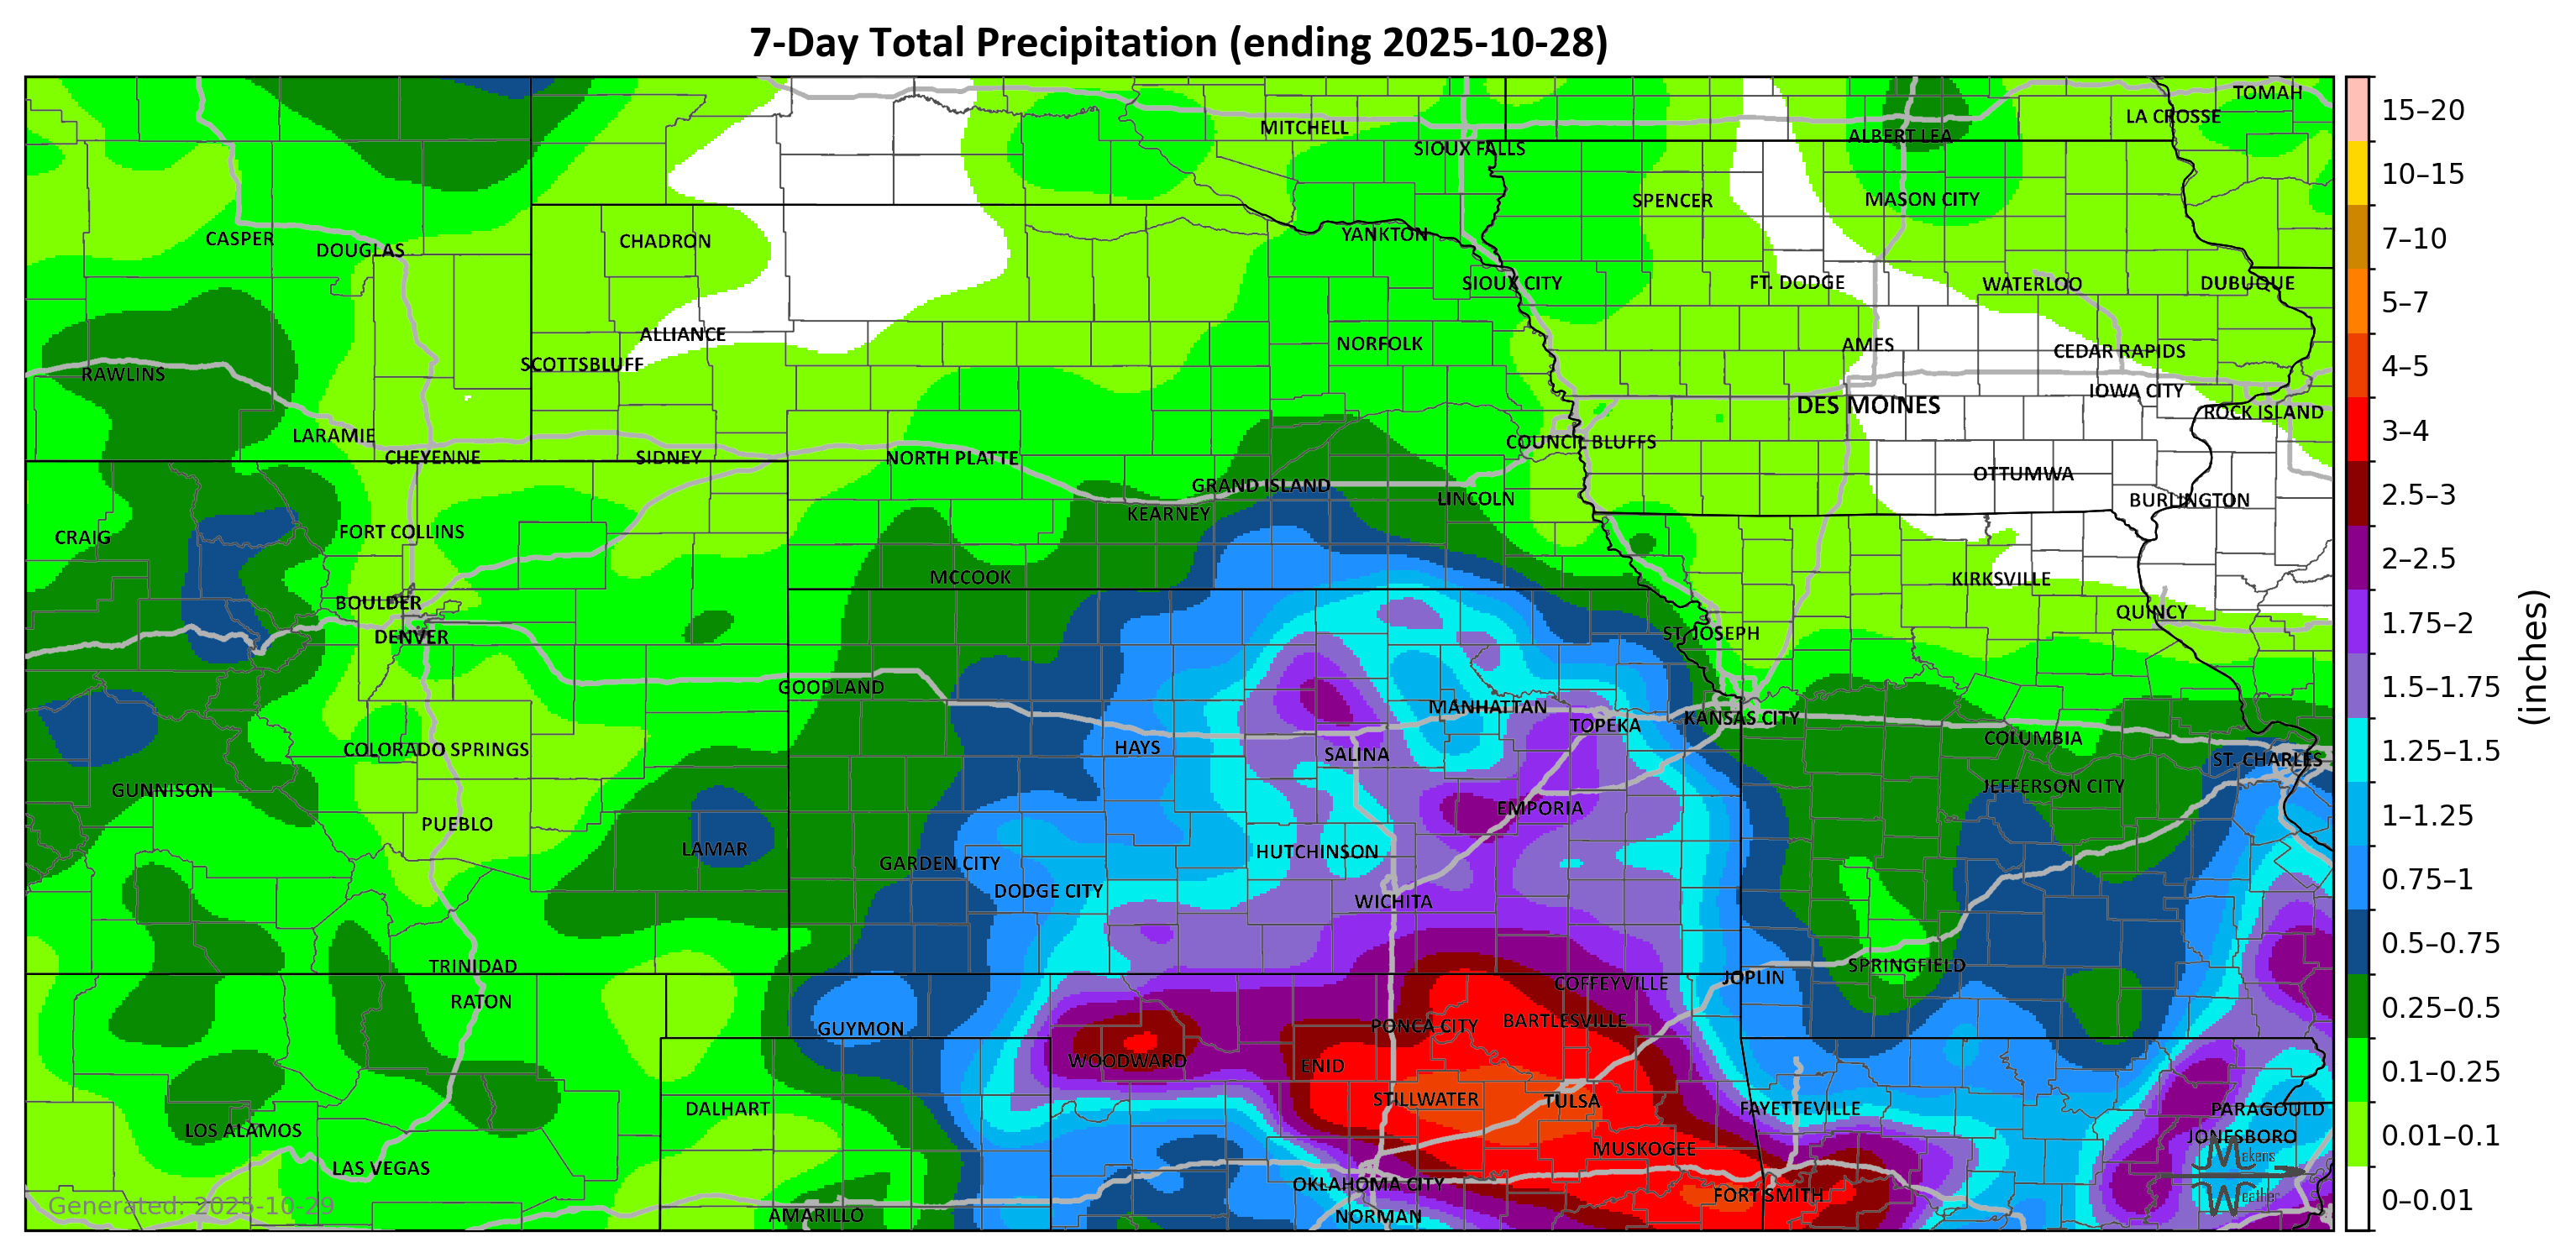 7-Day Total Precipitation (ending 2025-10-28)
TOMAH
LA CROSSE
MITCHELL
ALBERT LEA
SIOUX FALLS
SPENCER
MASON CITY
CASPER
DOUGLAS
CHADRON
YANKTON
SIOUX CITY
FT. DODGE
WATERLOO
DUBUQUE
ALLIANCE
NORFOLK
AMES
CEDAR RAPIDS
SCOTTSBLUFF
RAWLINS
IOWA CITY
DES MOINES
ROCK ISLAND
LARAMIE
COUNCIL BLUFFS
CHEYENNE
SIDNEY
NORTH PLATTE
OTTUMWA
GRAND ISLAND
LINCOLN
BURLINGTON
KEARNEY
CRAIG
FORT COLLINS
MCCOOK
KIRKSVILLE
BOULDER
QUINCY
DENVER
ST. JOSEPH
GOODLAND
MANHATTAN
TOPEKA
KANSAS CITY
COLUMBIA
COLORADO SPRINGS
HAYS
SALINA
ST. CHARLES
GUNNISON
JEFFERSON CITY
EMPORIA
PUEBLO
LAMAR
HUTCHINSON
GARDEN CITY
DODGE CITY
WICHITA
TRINIDAD
SPRINGFIELD
COFFEYVILLE
JOPLIN
RATON
GUYMON
PONCA CITY
BARTLESVILLE
WOODWARD
ENID
STILLWATER
TULSA
DALHART
FAYETTEVILLE
PARAGOULD
LOS ALAMOS
JONESBORO
MUSKOGEE
LAS VEGAS
OKLAHOMA CITY
FORT SMITH
AMARILLO
NORMAN
Makens
Weather
Generated: 2025-10-29
15–20
10–15
7–10
5–7
4–5
3–4
2.5–3
2–2.5
1.75–2
1.5–1.75
1.25–1.5
1–1.25
0.75–1
0.5–0.75
0.25–0.5
0.1–0.25
0.01–0.1
0–0.01
(inches)